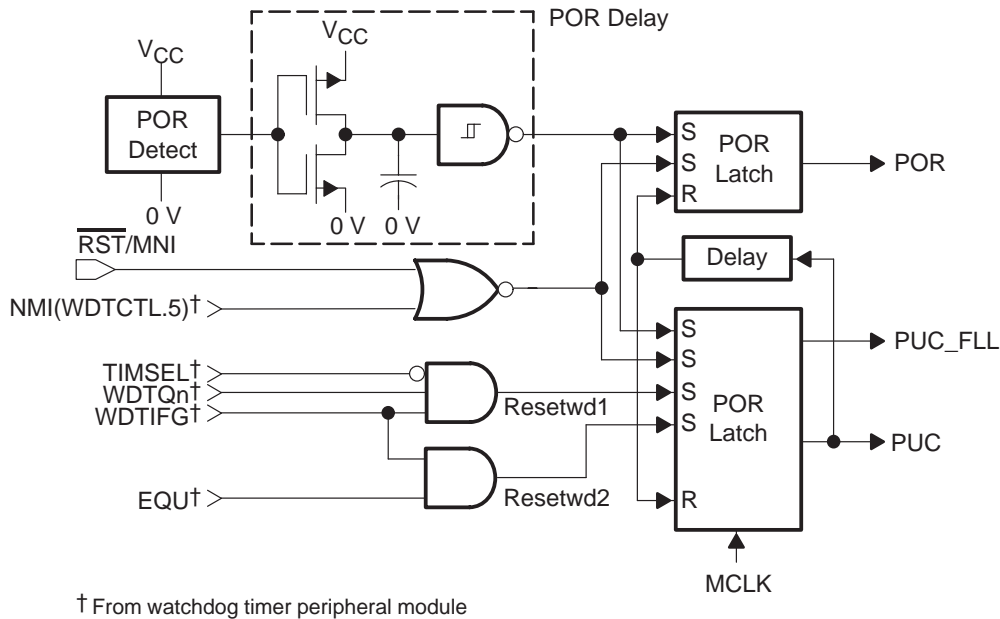 POR Delay
VCC
VCC
POR
Detect
0 V
0 V
0 V
S
S
R
POR
Latch
POR
RST/MNI
Delay
NMI(WDTCTL.5)†
S
S
S
S
R
POR
Latch
PUC_FLL
PUC
TIMSEL†
WDTQn†
WDTIFG†
Resetwd1
EQU†
Resetwd2
MCLK
† From watchdog timer peripheral module